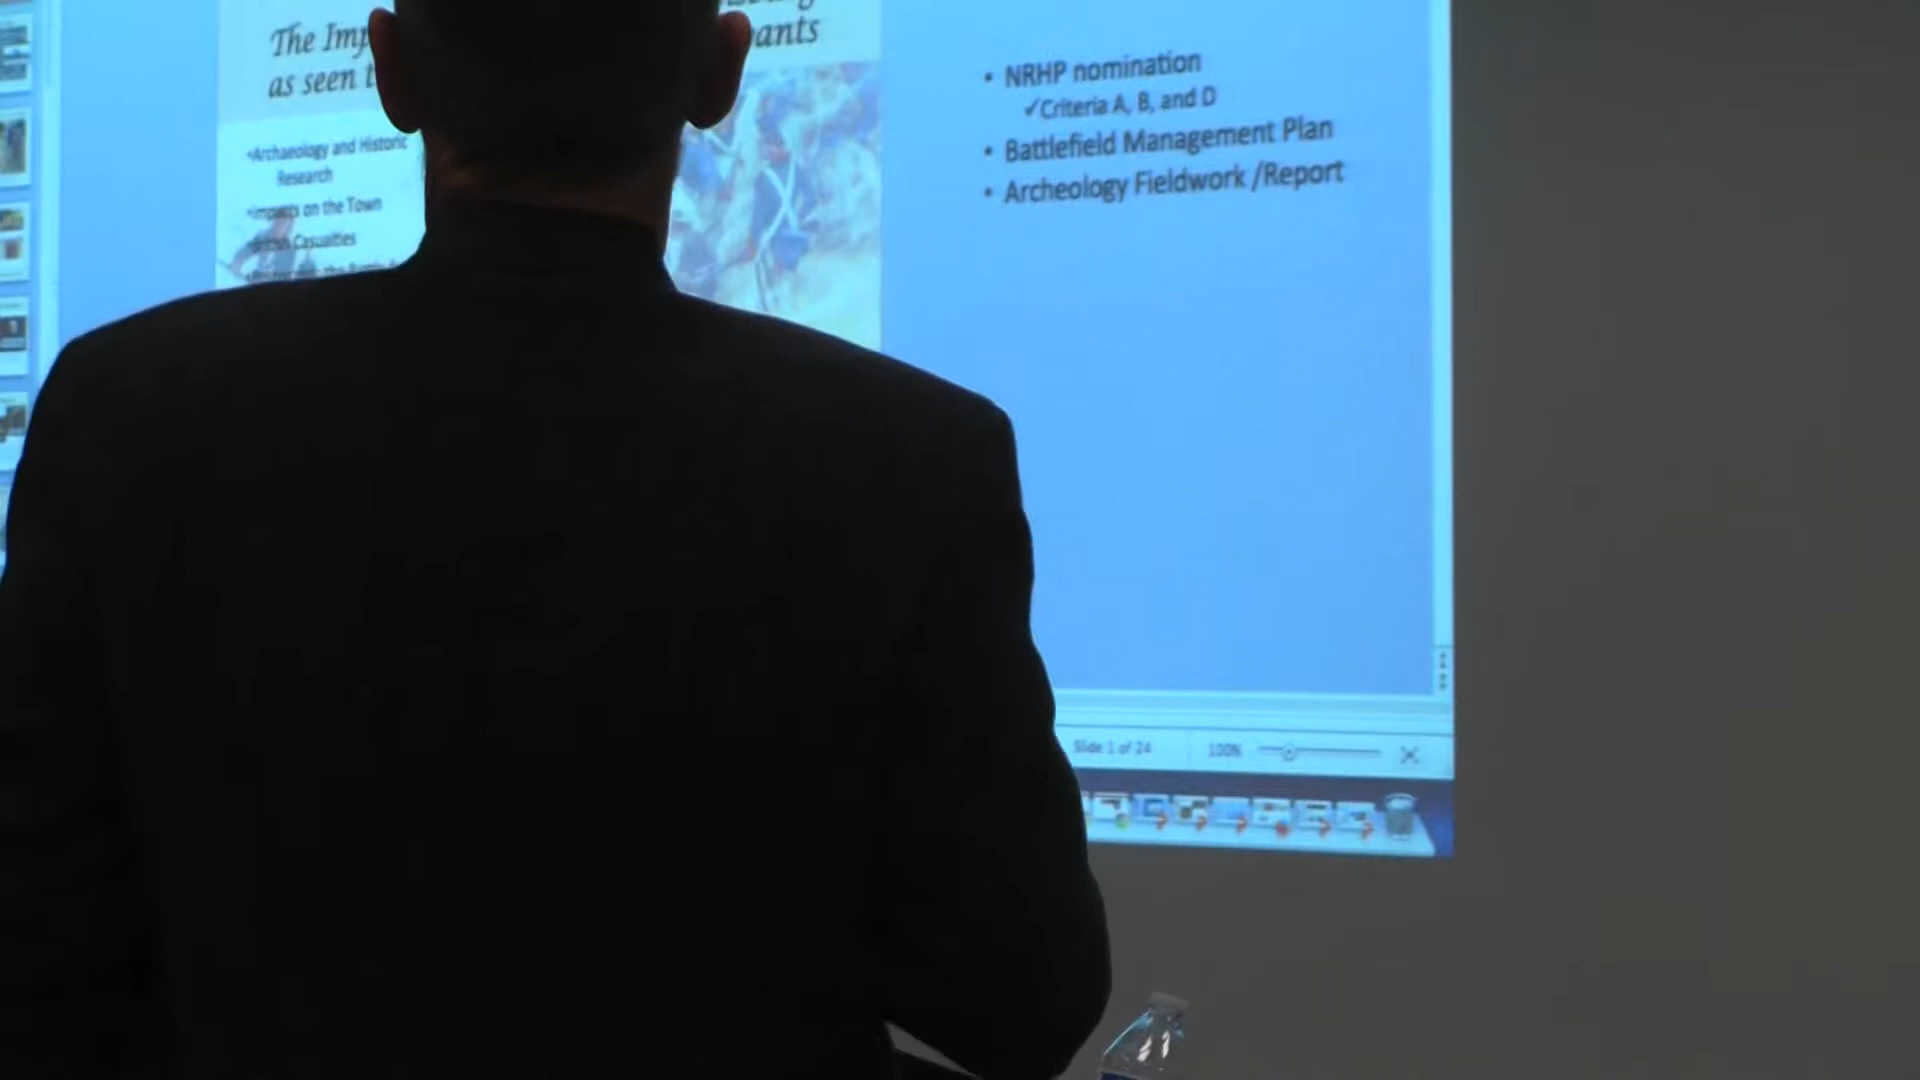 The
as seen
ants
•Archaeology and Historic
Research
•Impacts on the Town
•British Casualties
• NRHP nomination
✓Criteria A, B, and D
• Battlefield Management Plan
• Archeology Fieldwork /Report
Slide 1 of 24
100%